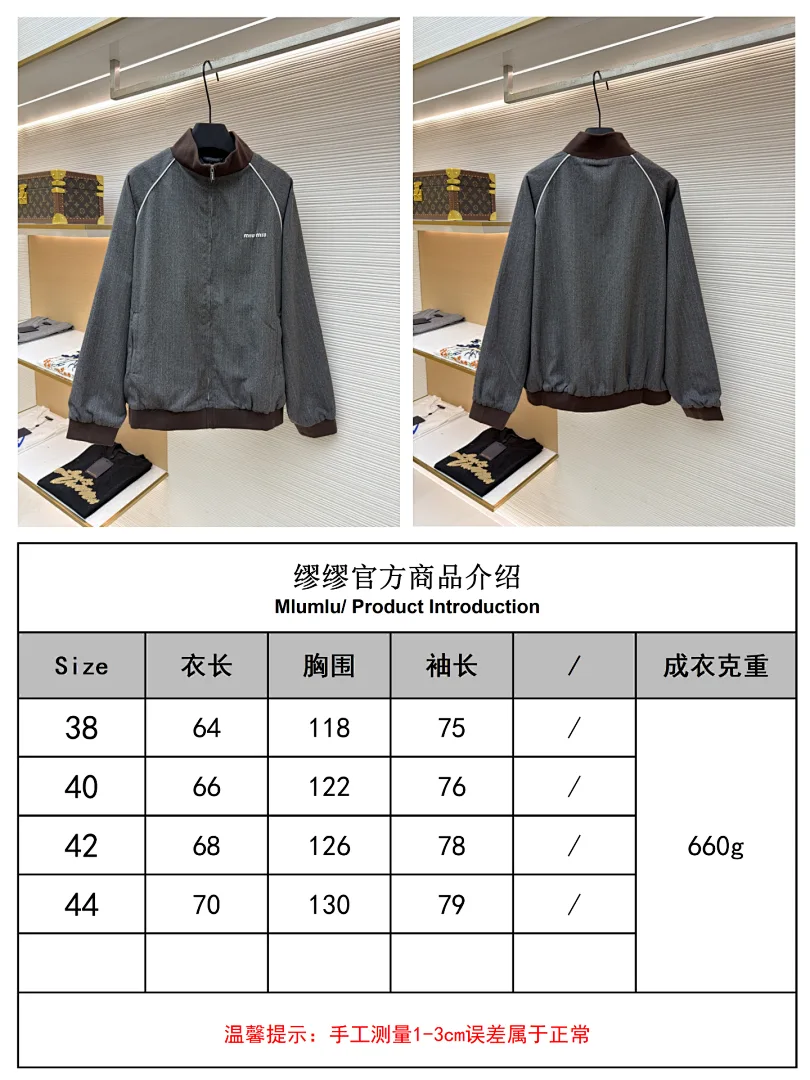 miu miu
缪缪官方商品介绍
Mlumlu/ Product Introduction
Size 衣长 胸围 袖长 / 成衣克重
38 64 118 75 /
40 66 122 76 /
42 68 126 78 /
44 70 130 79 /
660g
温馨提示：手工测量1-3cm误差属于正常